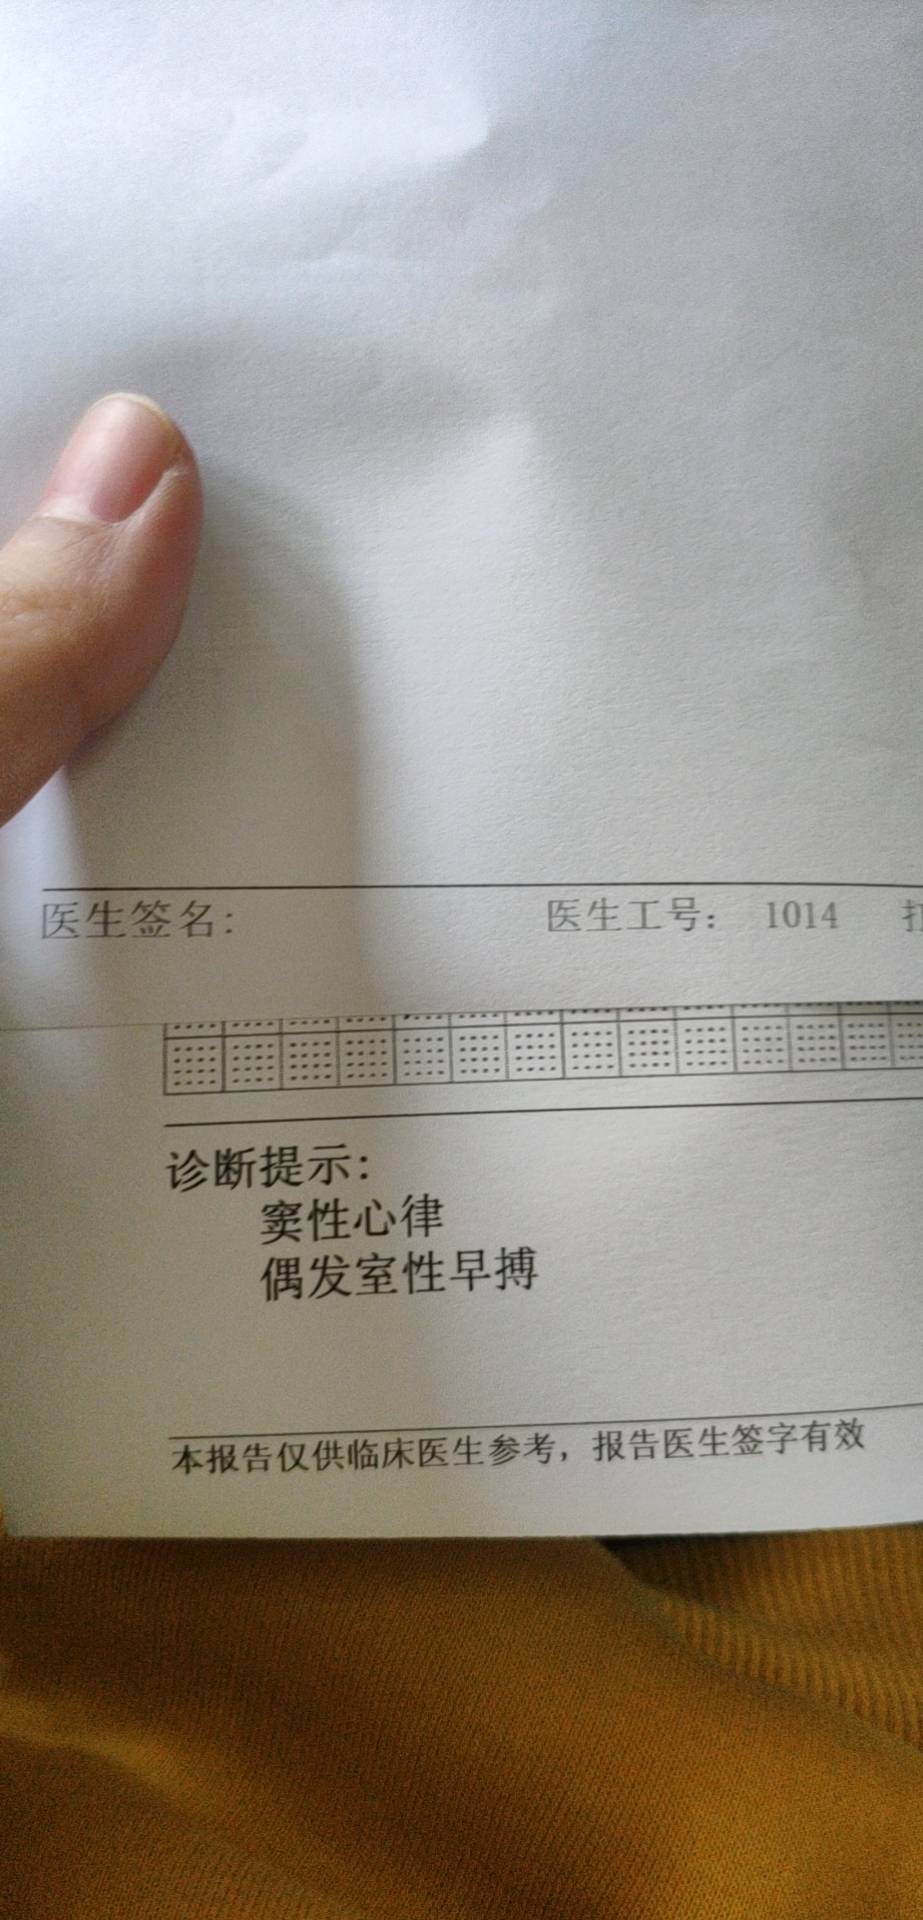 医生签名:
医生工号: 1014
诊断提示:
窦性心律
偶发室性早搏
本报告仅供临床医生参考，报告医生签字有效